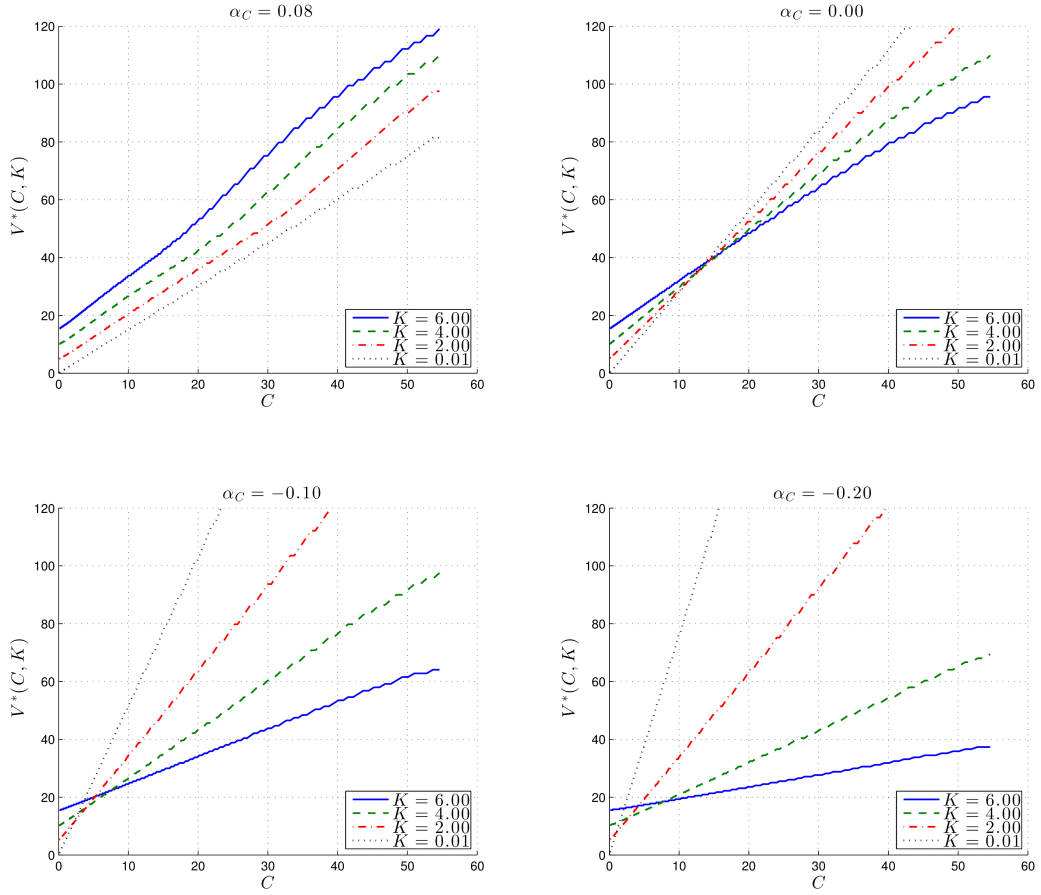 α_C = 0.08
120
100
80
60
40
20
0
V*(C, K)
0 10 20 30 40 50 60
C
K = 6.00
K = 4.00
K = 2.00
K = 0.01
α_C = 0.00
120
100
80
60
40
20
0
V*(C, K)
0 10 20 30 40 50 60
C
K = 6.00
K = 4.00
K = 2.00
K = 0.01
α_C = −0.10
120
100
80
60
40
20
0
V*(C, K)
0 10 20 30 40 50 60
C
K = 6.00
K = 4.00
K = 2.00
K = 0.01
α_C = −0.20
120
100
80
60
40
20
0
V*(C, K)
0 10 20 30 40 50 60
C
K = 6.00
K = 4.00
K = 2.00
K = 0.01